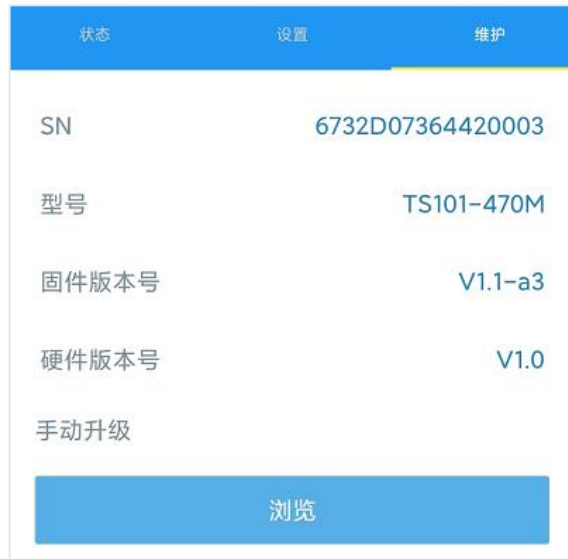 状态 设置 维护
SN 6732D07364420003
型号 TS101-470M
固件版本号 V1.1-a3
硬件版本号 V1.0
手动升级
浏览